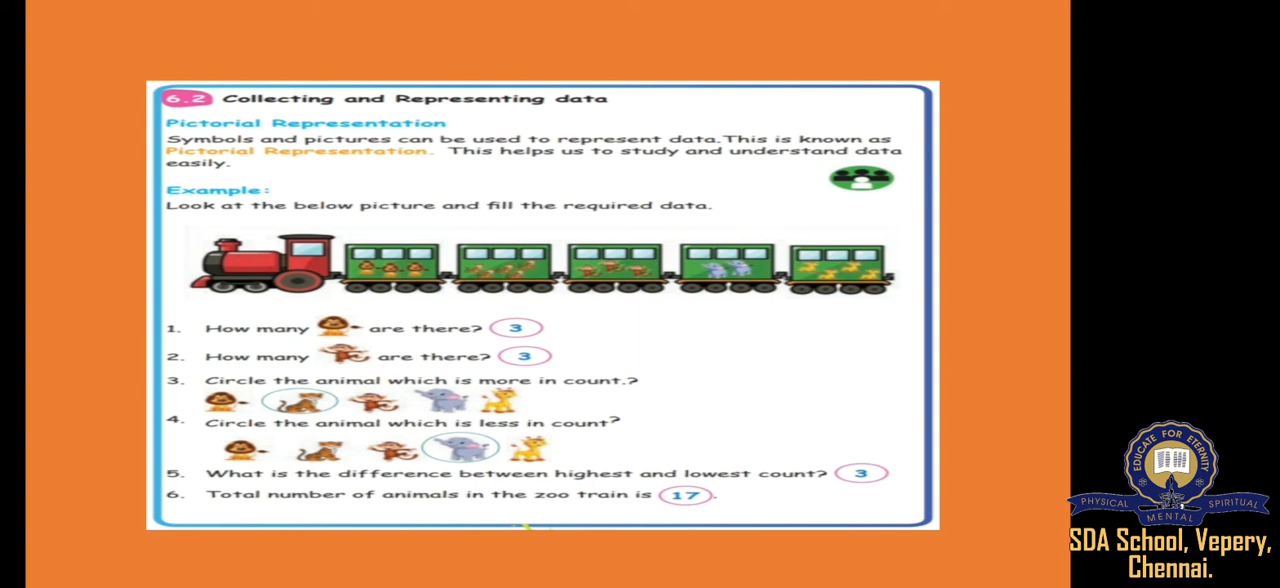 6.2 Collecting and Representing data
Pictorial Representation
Symbols and pictures can be used to represent data.This is known as
Pictorial Representation. This helps us to study and understand data
easily.
Example:
Look at the below picture and fill the required data.
1. How many are there? 3
2. How many are there? 3
3. Circle the animal which is more in count.?
4. Circle the animal which is less in count?
5. What is the difference between highest and lowest count? 3
6. Total number of animals in the zoo train is 17.
EDUCATE FOR ETERNITY
PHYSICAL MENTAL SPIRITUAL
SDA School, Vepery,
Chennai.